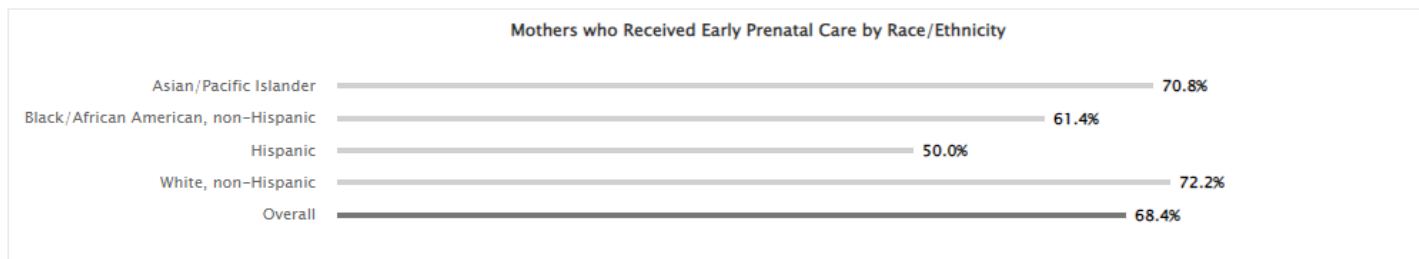 Mothers who Received Early Prenatal Care by Race/Ethnicity
Asian/Pacific Islander 70.8%
Black/African American, non-Hispanic 61.4%
Hispanic 50.0%
White, non-Hispanic 72.2%
Overall 68.4%